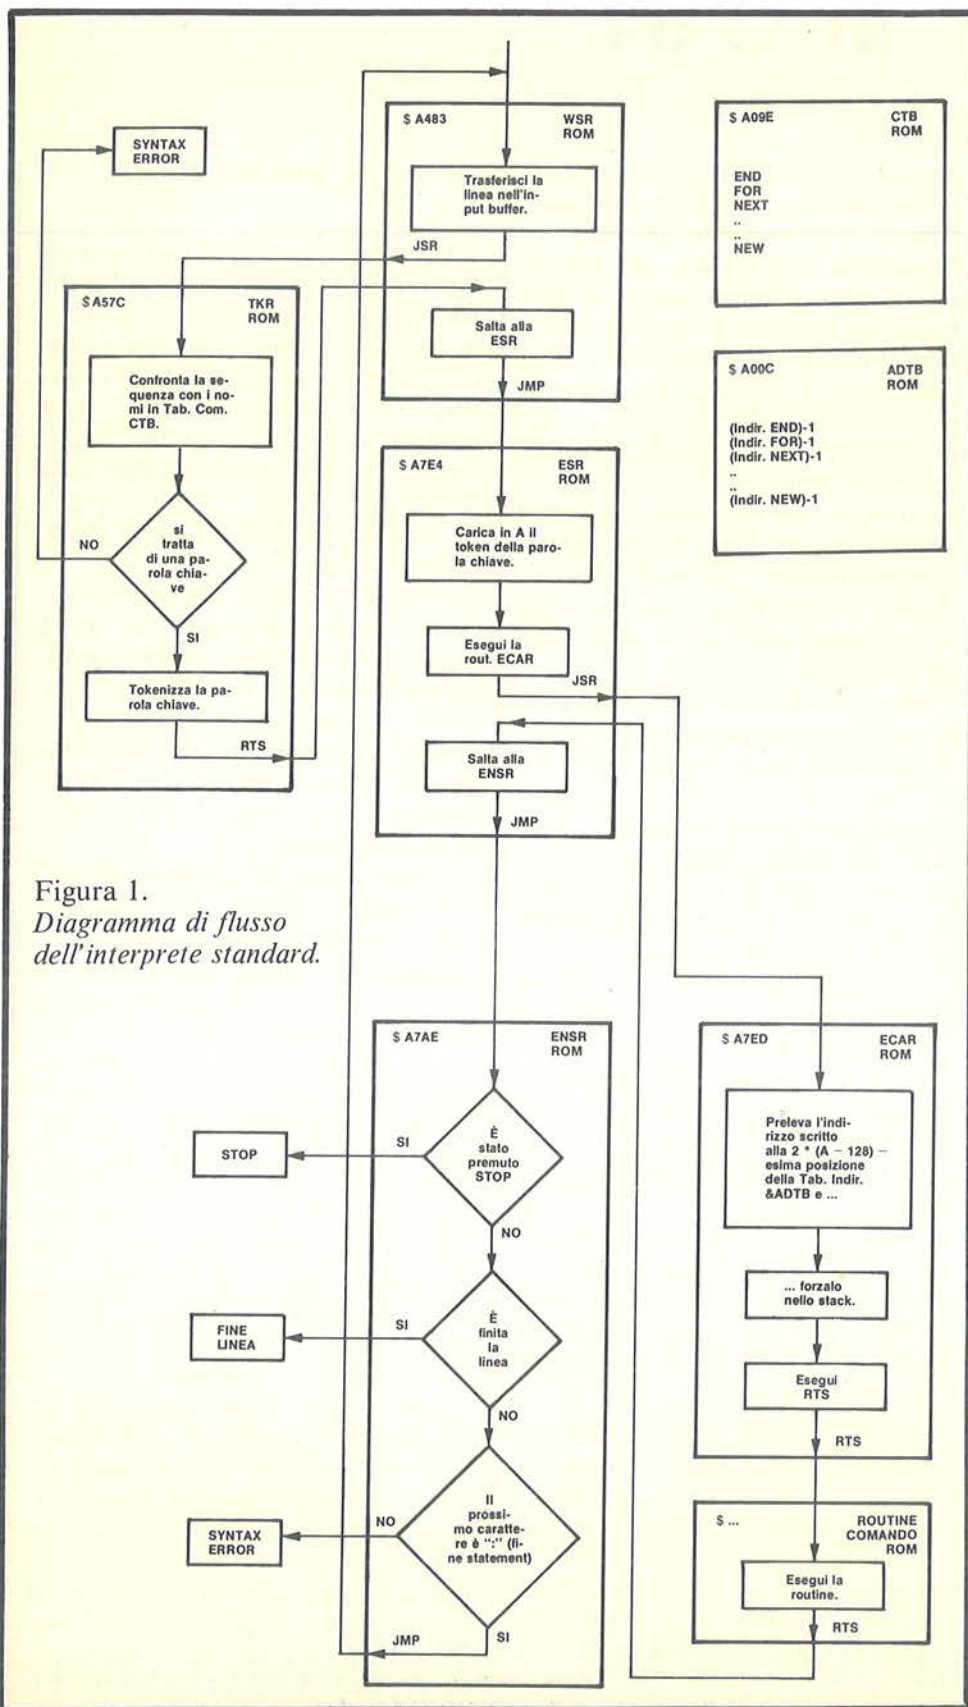 $ A483
WSR
ROM
Trasferisci la
linea nell'in-
put buffer.
JSR
Salta alla
ESR
JMP
$ A09E
CTB
ROM
END
FOR
NEXT
..
..
NEW
SYNTAX
ERROR
$ A57C
TKR
ROM
Confronta la se-
quenza con i no-
mi in Tab. Com.
CTB.
si
tratta
di una pa-
rola chia-
ve
NO
SI
Tokenizza la pa-
rola chiave.
RTS
$ A00C
ADTB
ROM
(Indir. END)-1
(Indir. FOR)-1
(Indir. NEXT)-1
..
..
(Indir. NEW)-1
$ A7E4
ESR
ROM
Carica in A il
token della paro-
la chiave.
Esegui la
rout. ECAR
JSR
Salta alla
ENSR
JMP
Figura 1.
Diagramma di flusso
dell'interprete standard.
$ A7AE
ENSR
ROM
È
stato
premuto
STOP
SI
STOP
NO
È
finita
la
linea
SI
FINE
LINEA
NO
Il
prossi-
mo caratte-
re è ":" (fi-
ne statement)
NO
SYNTAX
ERROR
SI
JMP
$ A7ED
ECAR
ROM
Preleva l'indi-
rizzo scritto
alla 2 * (A − 128) −
esima posizione
della Tab. Indir.
&ADTB e ...
... forzalo
nello stack.
Esegui
RTS
RTS
$ ...
ROUTINE
COMANDO
ROM
Esegui la
routine.
RTS